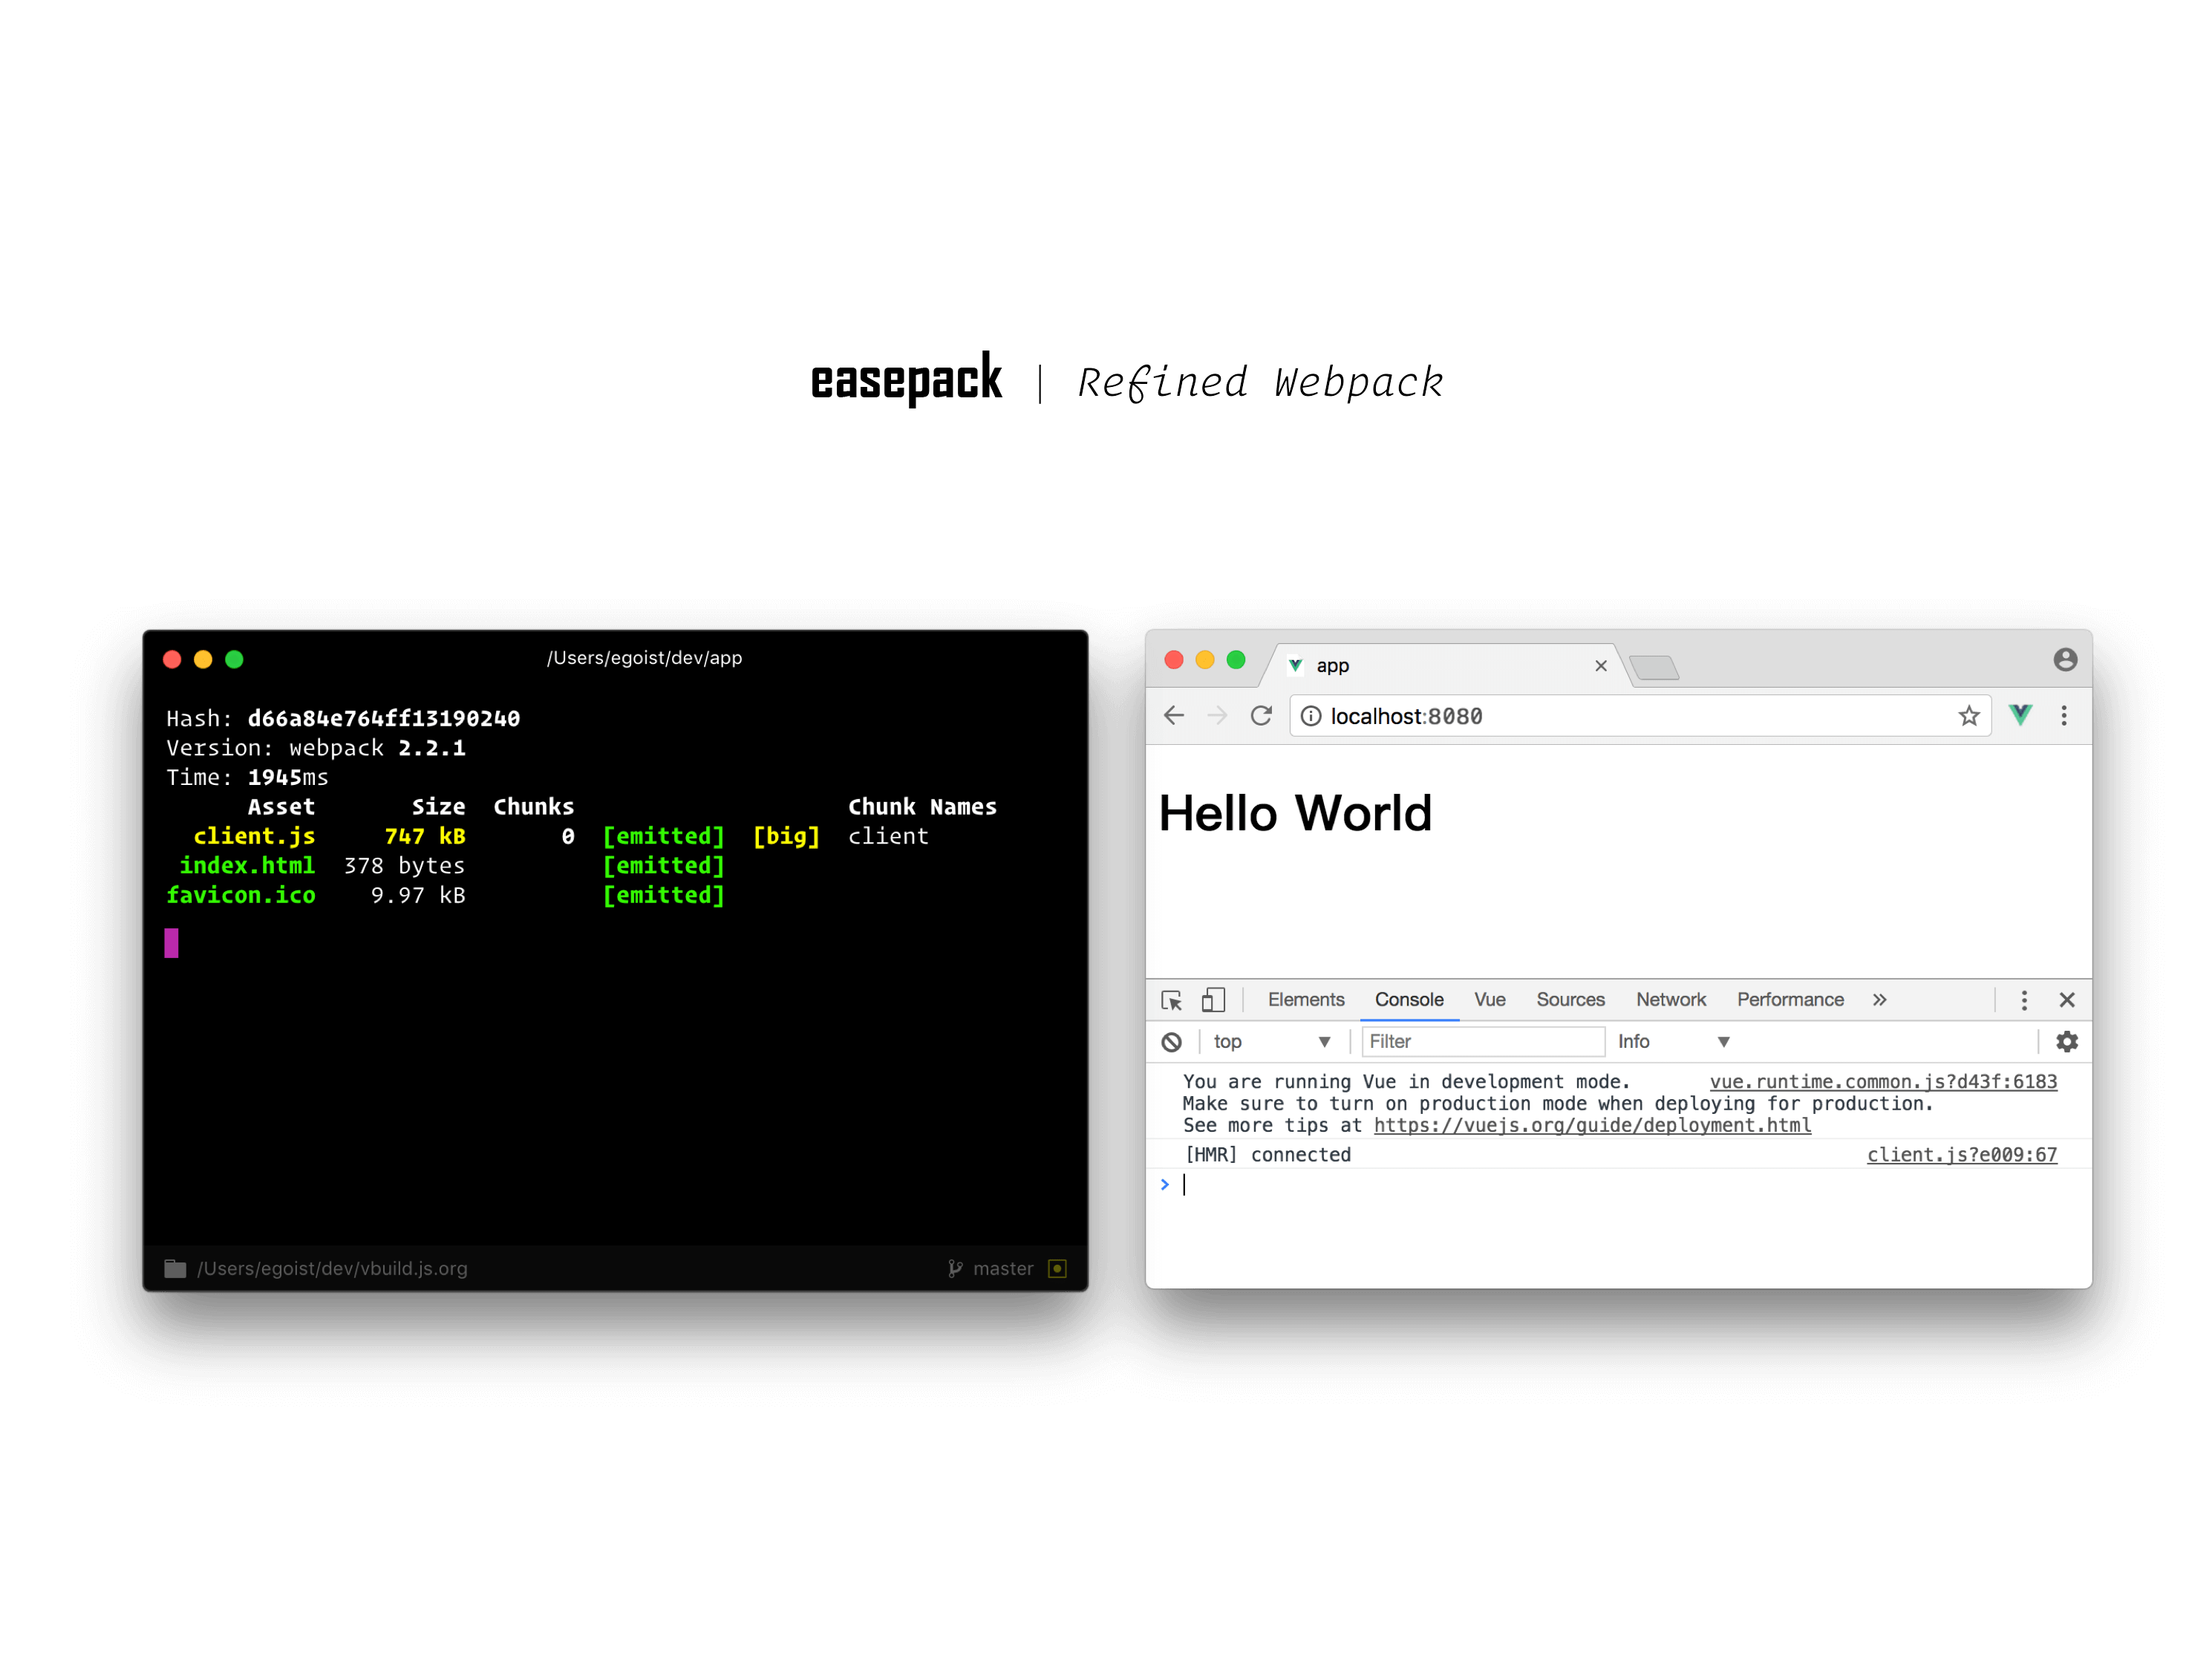 easepack | Refined Webpack
/Users/egoist/dev/app
Hash: d66a84e764ff13190240
Version: webpack 2.2.1
Time: 1945ms
Asset Size Chunks Chunk Names
client.js 747 kB 0 [emitted] [big] client
index.html 378 bytes [emitted]
favicon.ico 9.97 kB [emitted]
/Users/egoist/dev/vbuild.js.org master
app
localhost:8080
Hello World
Elements Console Vue Sources Network Performance »
top Filter Info
You are running Vue in development mode. vue.runtime.common.js?d43f:6183
Make sure to turn on production mode when deploying for production.
See more tips at https://vuejs.org/guide/deployment.html
[HMR] connected client.js?e009:67
>